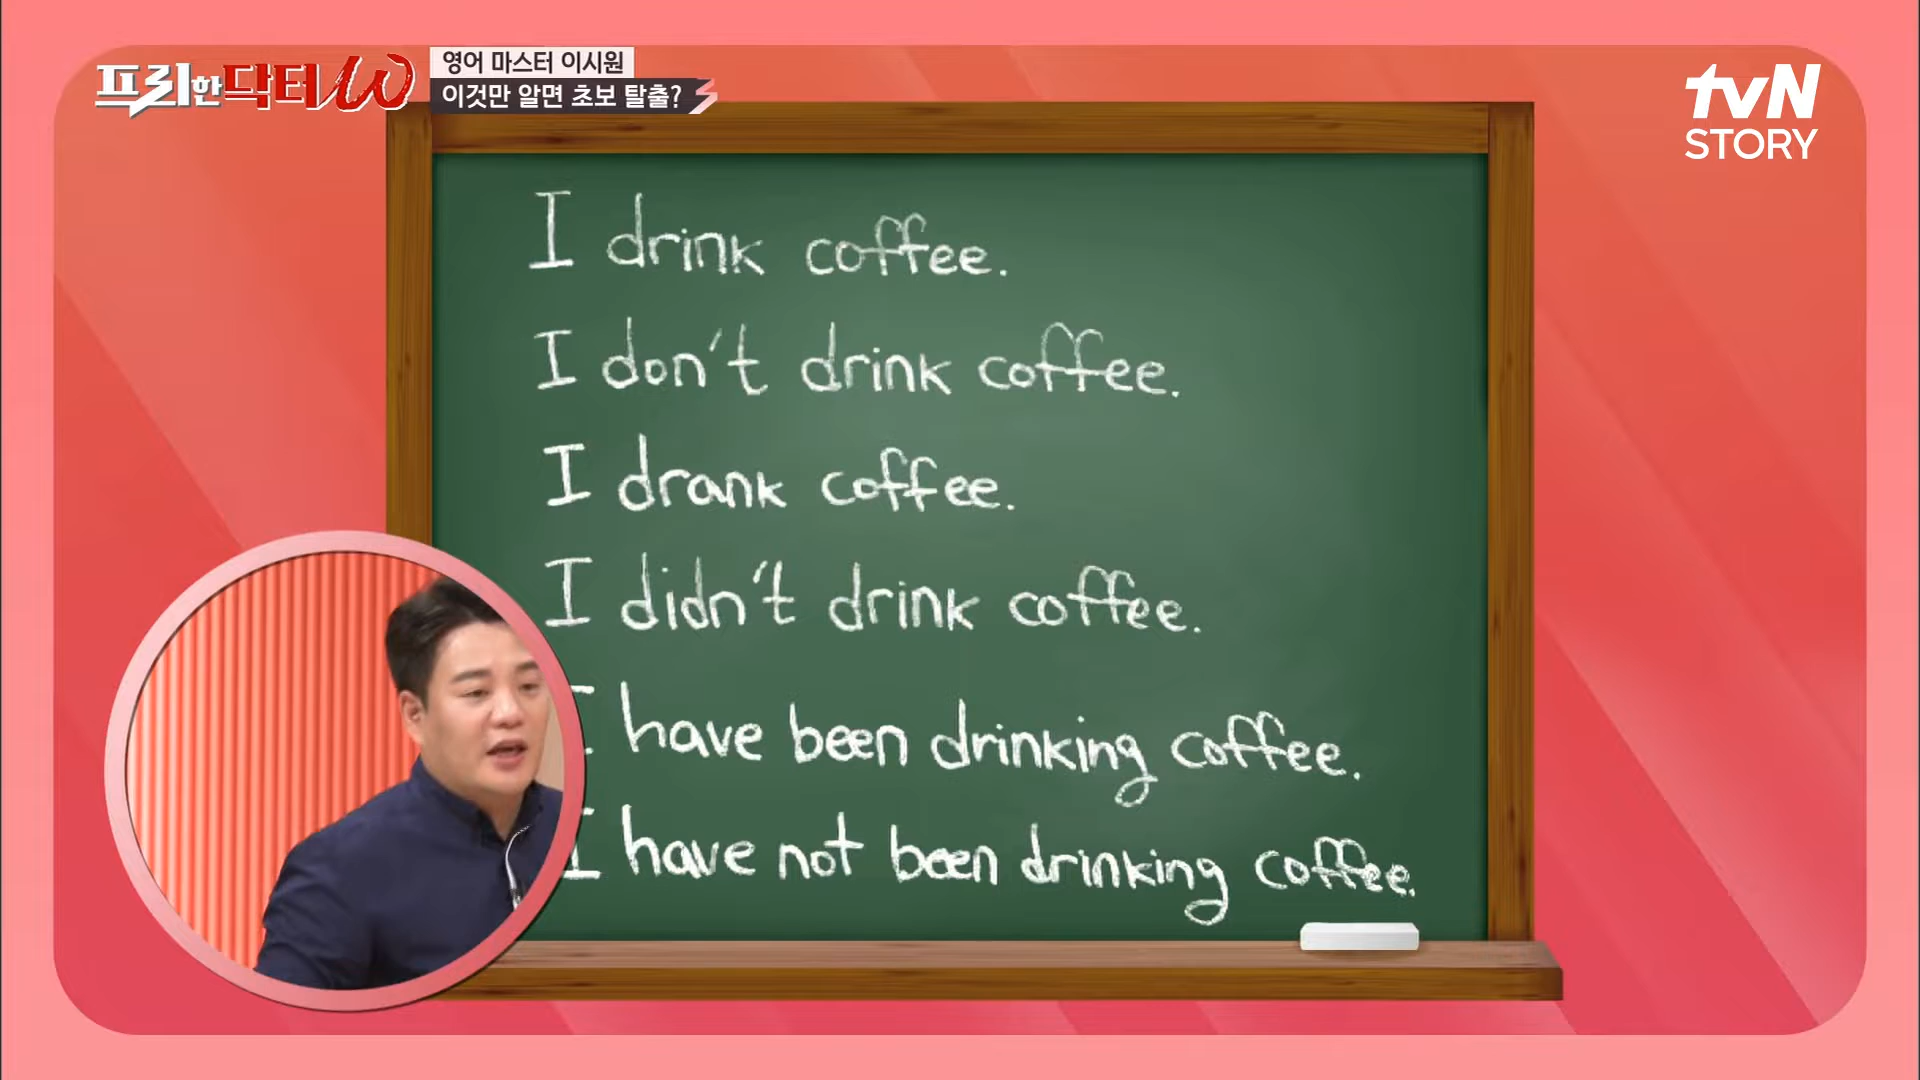 프리한닥터W
영어 마스터 이시원
이것만 알면 초보 탈출?
tvN
STORY
I drink coffee.
I don't drink coffee.
I drank coffee.
I didn't drink coffee.
I have been drinking coffee.
I have not been drinking coffee.